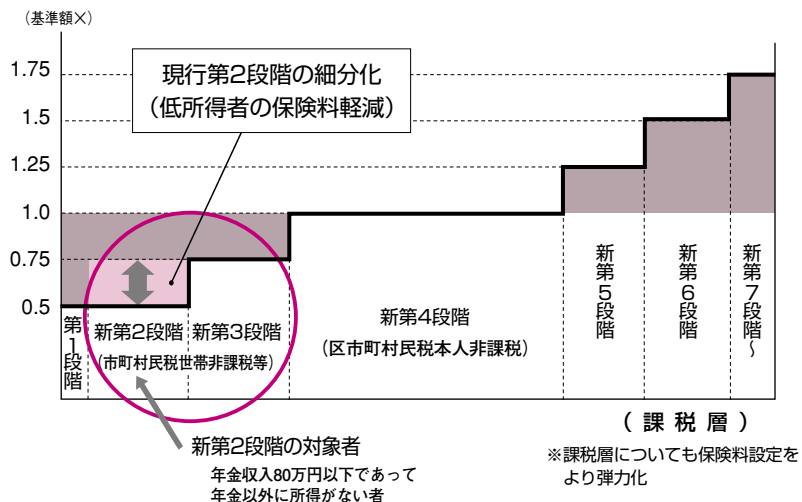 （基準額×）
1.75
1.5
1.25
1.0
0.75
0.5
現行第2段階の細分化
（低所得者の保険料軽減）
第1段階
新第2段階
新第3段階
（市町村民税世帯非課税等）
新第4段階
（区市町村民税本人非課税）
新第5段階
新第6段階
新第7段階～
（課税層）
新第2段階の対象者
年金収入80万円以下であって
年金以外に所得がない者
※課税層についても保険料設定を
より弾力化